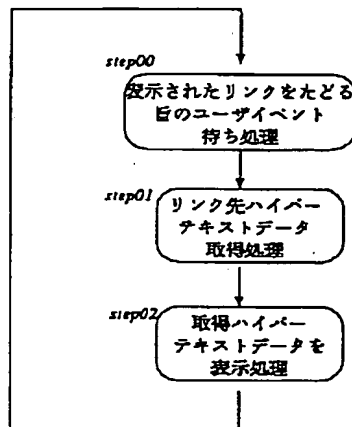 step00
表示されたリンクをたどる
旨のユーザイベント
待ち処理
step01
リンク先ハイパー
テキストデータ
取得処理
step02
取得ハイパー
テキストデータを
表示処理